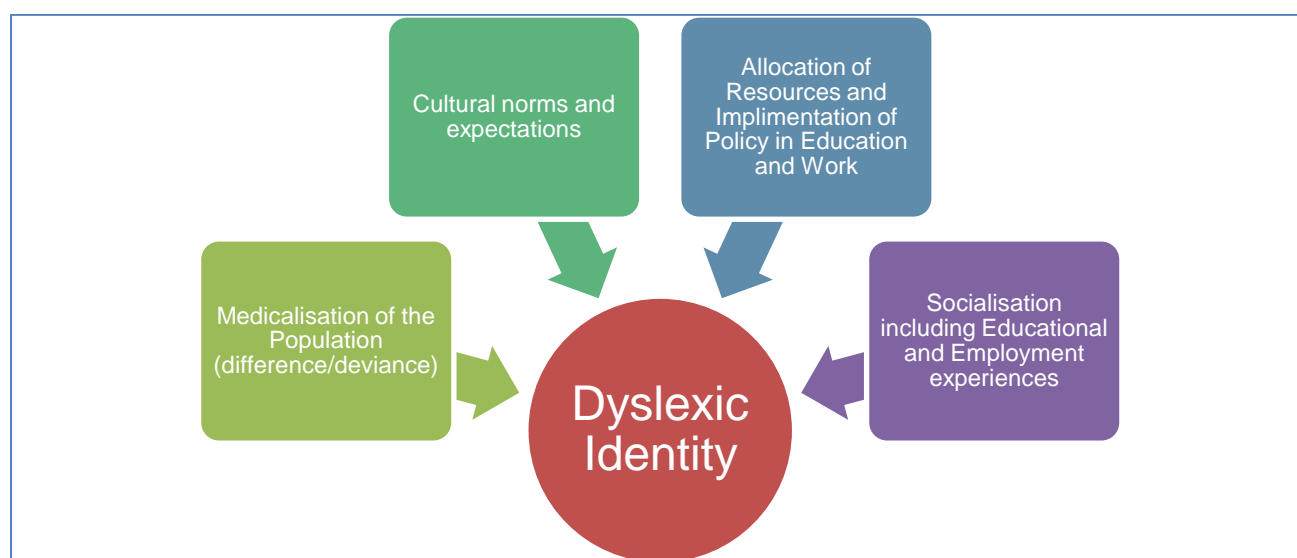 Cultural norms and
expectations
Allocation of
Resources and
Implimentation of
Policy in Education
and Work
Medicalisation of the
Population
(difference/deviance)
Socialisation
including Educational
and Employment
experiences
Dyslexic
Identity